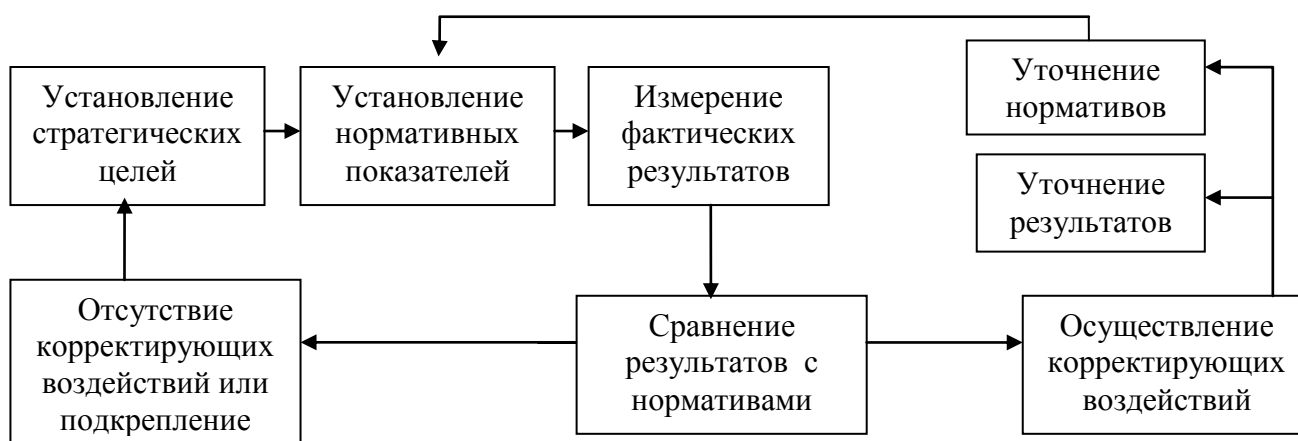 Установление
стратегических
целей
Установление
нормативных
показателей
Измерение
фактических
результатов
Уточнение
нормативов
Уточнение
результатов
Отсутствие
корректирующих
воздействий или
подкрепление
Сравнение
результатов с
нормативами
Осуществление
корректирующих
воздействий